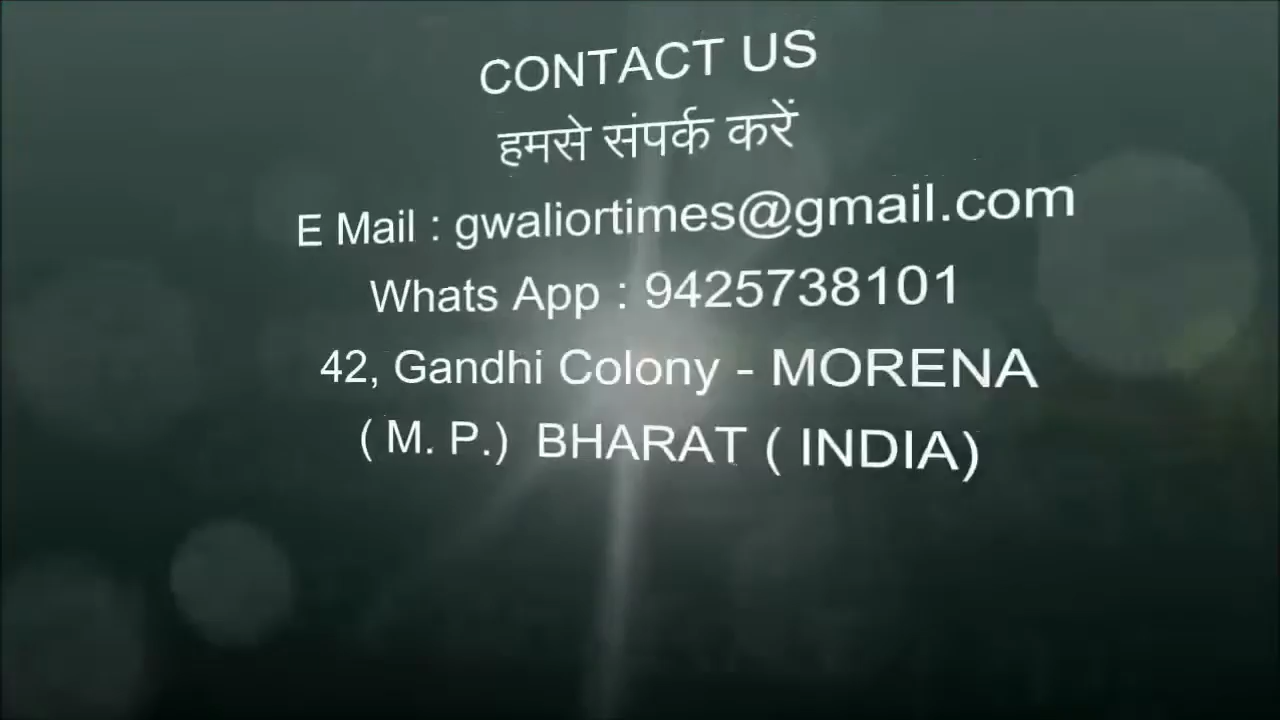 CONTACT US
हमसे संपर्क करें
E Mail : gwaliortimes@gmail.com
Whats App : 9425738101
42, Gandhi Colony - MORENA
( M. P.) BHARAT ( INDIA)